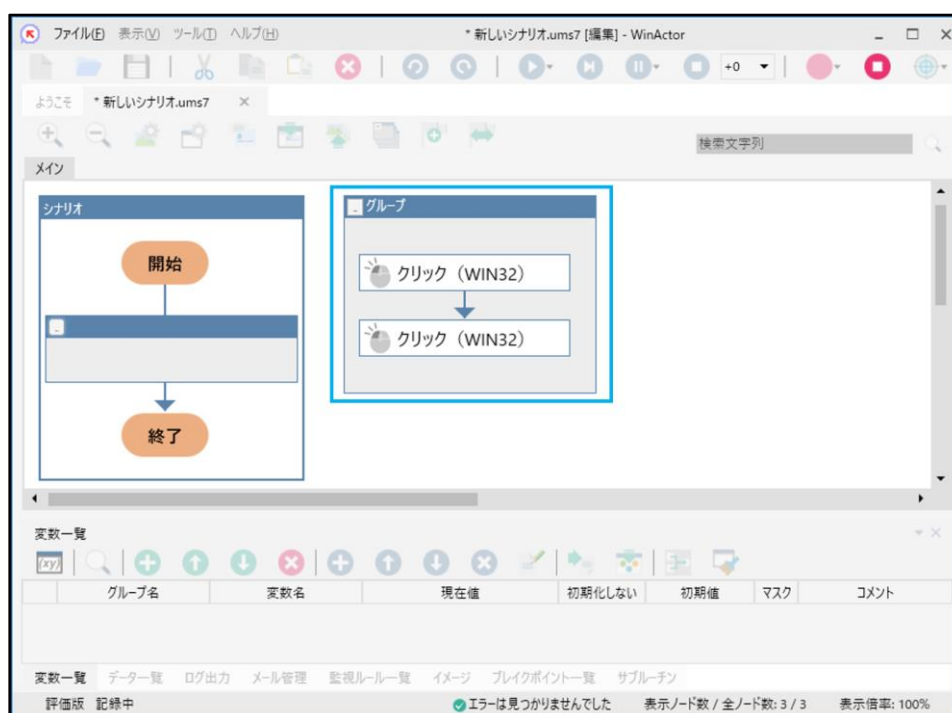 ファイル(F) 表示(V) ツール(T) ヘルプ(H) * 新しいシナリオ.ums7 [編集] - WinActor
+0
ようこそ * 新しいシナリオ.ums7
検索文字列
メイン
シナリオ
開始
終了
グループ
クリック（WIN32）
クリック（WIN32）
変数一覧
(xy)
グループ名 変数名 現在値 初期化しない 初期値 マスク コメント
変数一覧 データ一覧 ログ出力 メール管理 監視ルール一覧 イメージ ブレイクポイント一覧 サブルーチン
評価版 記録中 エラーは見つかりませんでした 表示ノード数 / 全ノード数: 3 / 3 表示倍率: 100%